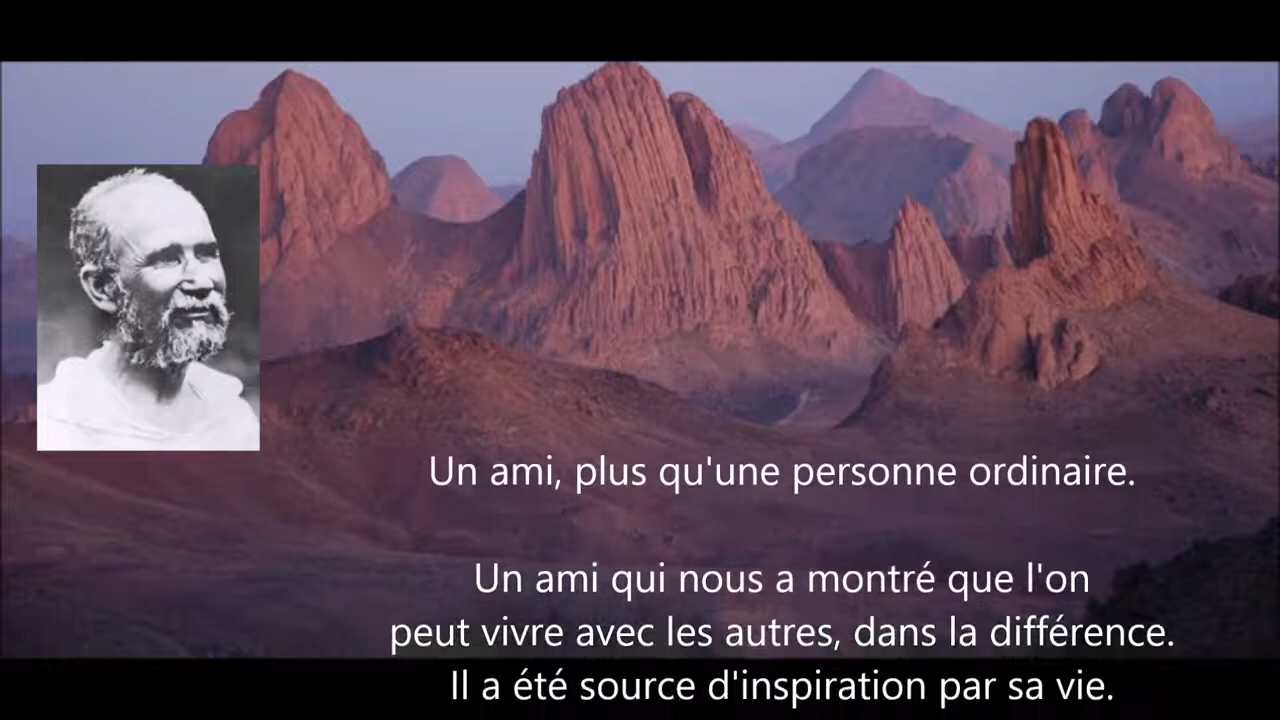 Un ami, plus qu'une personne ordinaire.
Un ami qui nous a montré que l'on
peut vivre avec les autres, dans la différence.
Il a été source d'inspiration par sa vie.